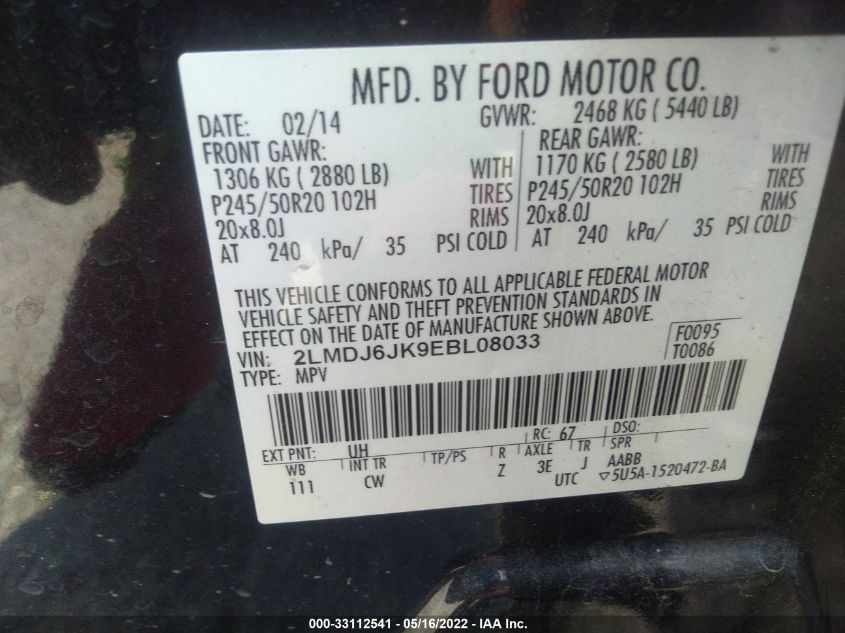 MFD. BY FORD MOTOR CO.
DATE: 02/14 GVWR: 2468 KG ( 5440 LB)
FRONT GAWR: REAR GAWR:
1306 KG ( 2880 LB) WITH 1170 KG ( 2580 LB) WITH
P245/50R20 102H TIRES P245/50R20 102H TIRES
20x8.0J RIMS 20x8.0J RIMS
AT 240 kPa/ 35 PSI COLD AT 240 kPa/ 35 PSI COLD
THIS VEHICLE CONFORMS TO ALL APPLICABLE FEDERAL MOTOR
VEHICLE SAFETY AND THEFT PREVENTION STANDARDS IN
EFFECT ON THE DATE OF MANUFACTURE SHOWN ABOVE.
VIN: 2LMDJ6JK9EBL08033 F0095
TYPE: MPV T0086
EXT PNT: UH RC: 67 DSO:
WB INT TR TP/PS R AXLE TR SPR
111 CW Z 3E J AABB
UTC ▽5U5A-1520472-BA
000-33112541 - 05/16/2022 - IAA Inc.